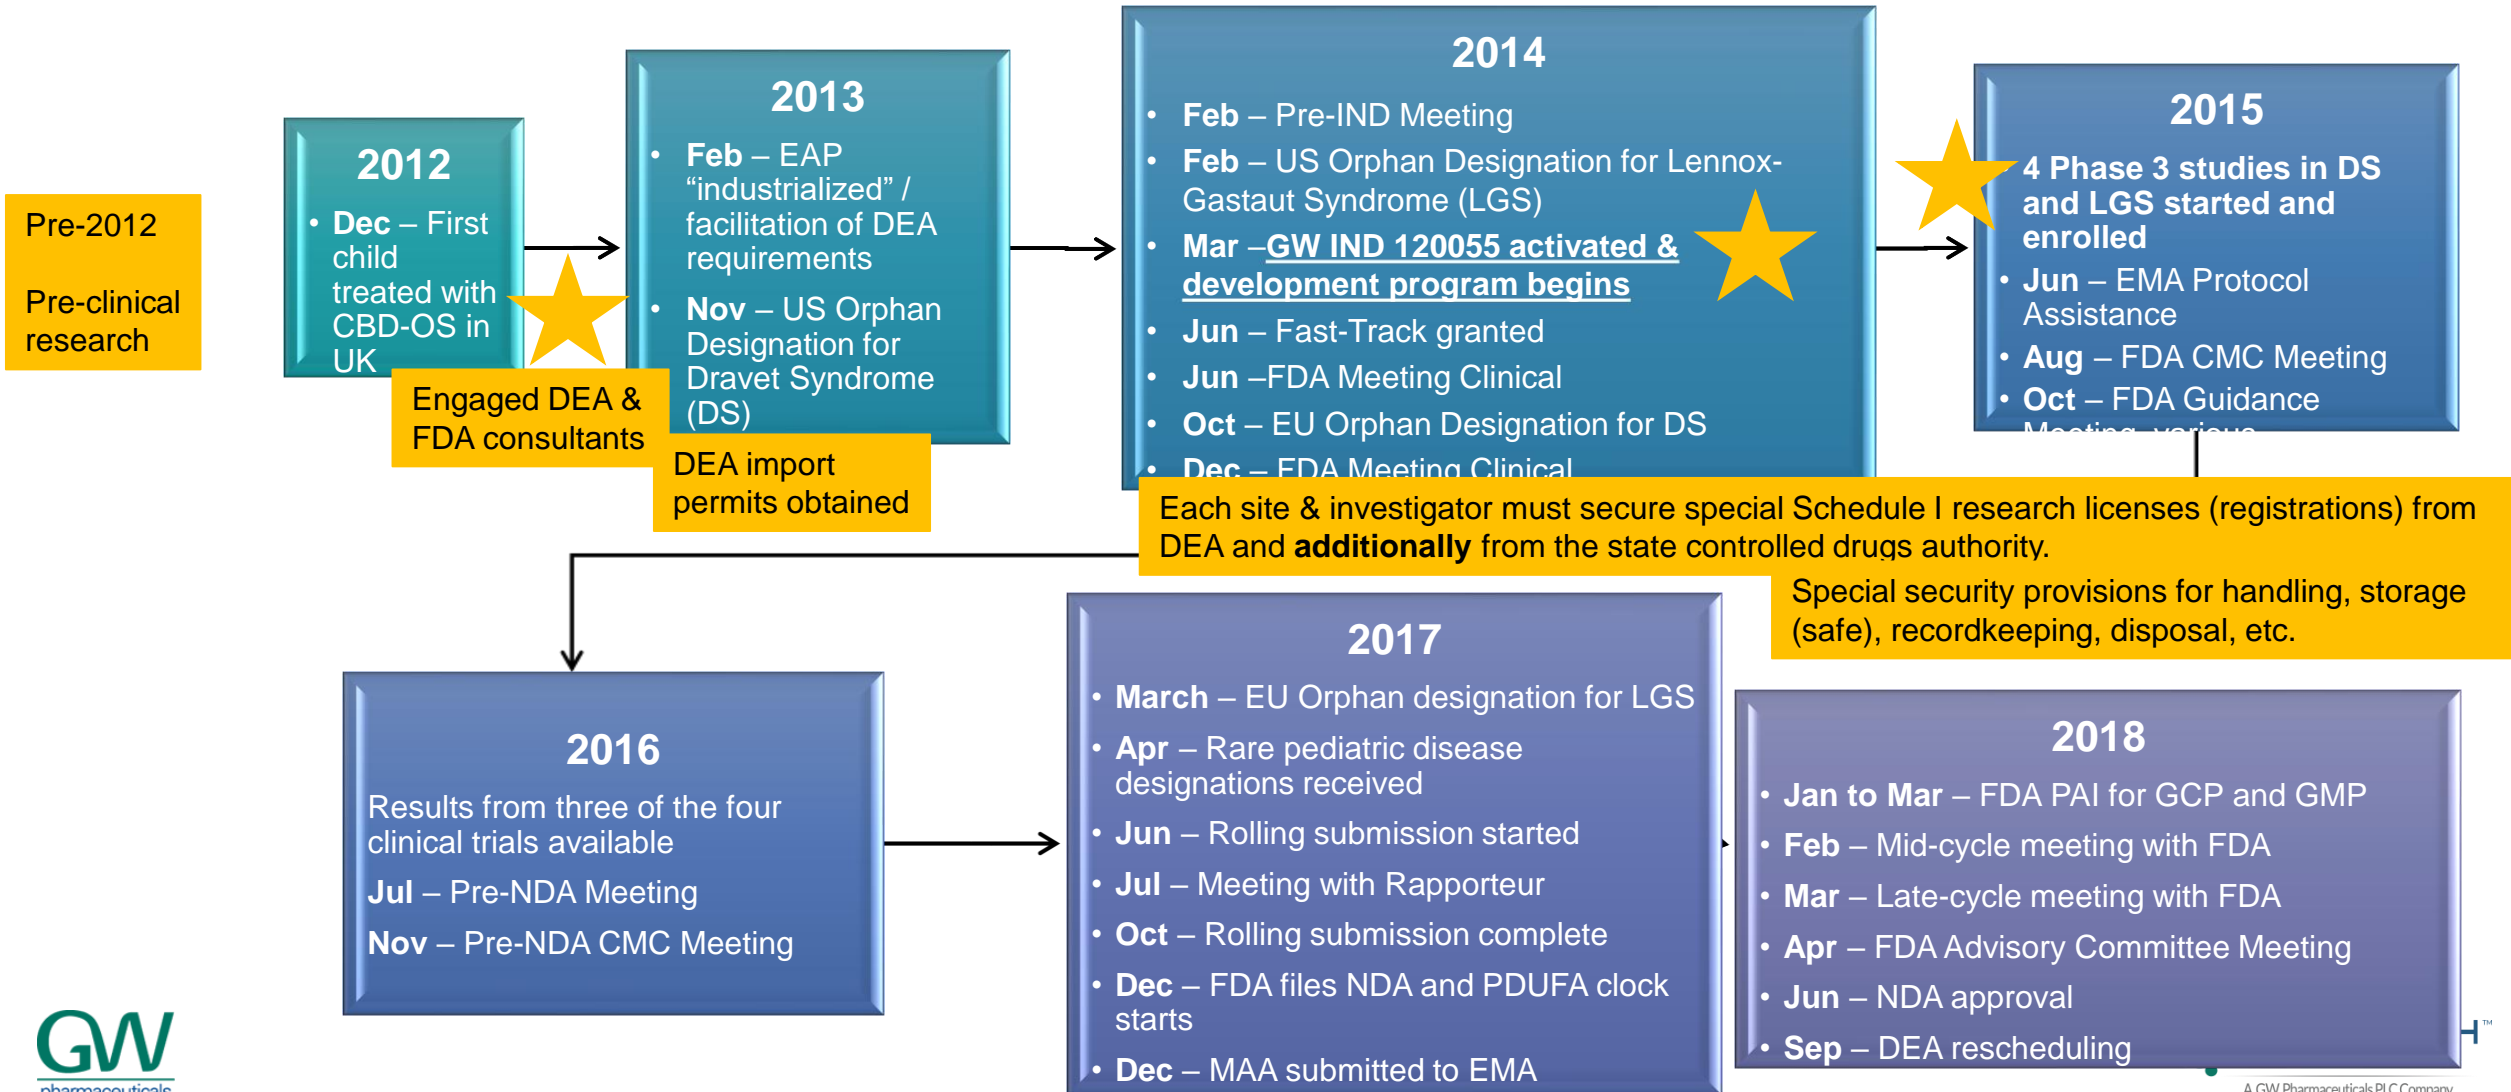 Pre-2012
Pre-clinical
research
2012
• Dec – First
child
treated with
CBD-OS in
UK
Engaged DEA &
FDA consultants
2013
• Feb – EAP
“industrialized” /
facilitation of DEA
requirements
• Nov – US Orphan
Designation for
Dravet Syndrome
(DS)
DEA import
permits obtained
2014
• Feb – Pre-IND Meeting
• Feb – US Orphan Designation for Lennox-
Gastaut Syndrome (LGS)
• Mar –GW IND 120055 activated &
development program begins
• Jun – Fast-Track granted
• Jun –FDA Meeting Clinical
• Oct – EU Orphan Designation for DS
• Dec – FDA Meeting Clinical
2015
• 4 Phase 3 studies in DS
and LGS started and
enrolled
• Jun – EMA Protocol
Assistance
• Aug – FDA CMC Meeting
• Oct – FDA Guidance
Meeting, various
Each site & investigator must secure special Schedule I research licenses (registrations) from
DEA and additionally from the state controlled drugs authority.
Special security provisions for handling, storage
(safe), recordkeeping, disposal, etc.
2016
Results from three of the four
clinical trials available
Jul – Pre-NDA Meeting
Nov – Pre-NDA CMC Meeting
2017
• March – EU Orphan designation for LGS
• Apr – Rare pediatric disease
designations received
• Jun – Rolling submission started
• Jul – Meeting with Rapporteur
• Oct – Rolling submission complete
• Dec – FDA files NDA and PDUFA clock
starts
• Dec – MAA submitted to EMA
2018
• Jan to Mar – FDA PAI for GCP and GMP
• Feb – Mid-cycle meeting with FDA
• Mar – Late-cycle meeting with FDA
• Apr – FDA Advisory Committee Meeting
• Jun – NDA approval
• Sep – DEA rescheduling
GW
pharmaceuticals
™
A GW Pharmaceuticals PLC Company